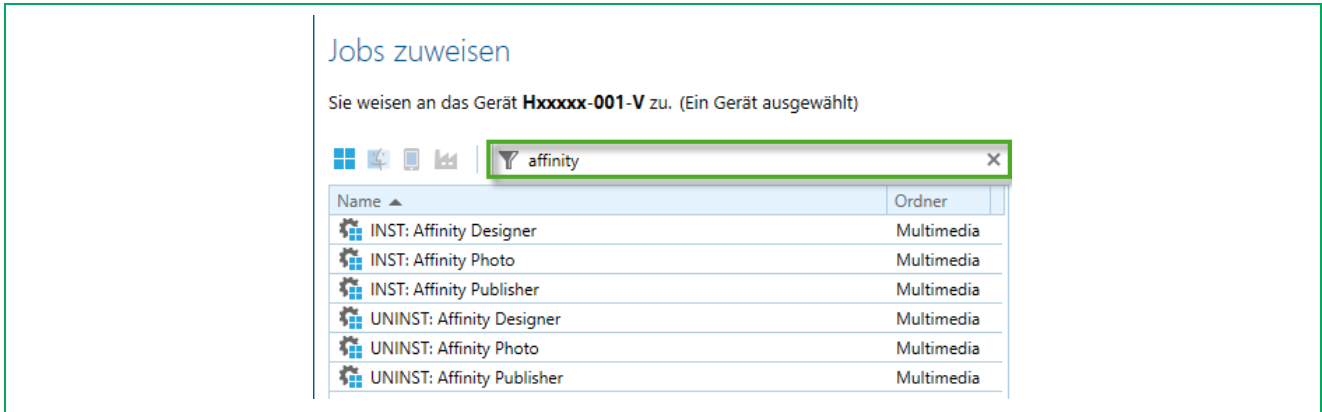 Jobs zuweisen
Sie weisen an das Gerät Hxxxxx-001-V zu. (Ein Gerät ausgewählt)
affinity
Name Ordner
INST: Affinity Designer Multimedia
INST: Affinity Photo Multimedia
INST: Affinity Publisher Multimedia
UNINST: Affinity Designer Multimedia
UNINST: Affinity Photo Multimedia
UNINST: Affinity Publisher Multimedia